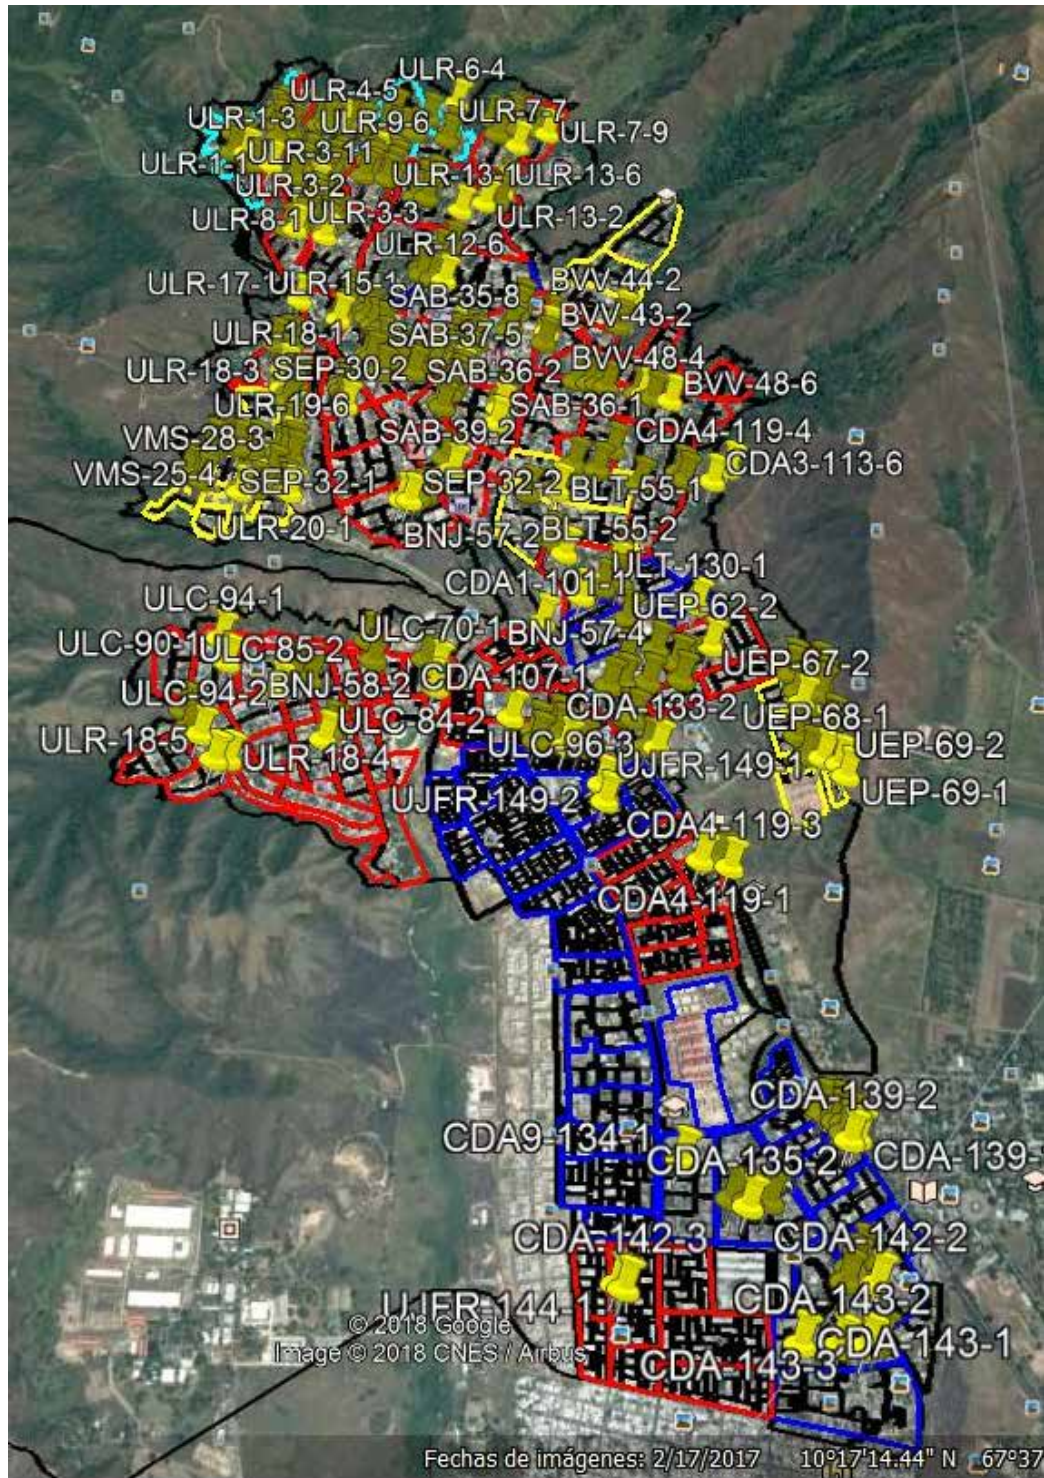 ULR-6-4
ULR-4-5
ULR-7-7
ULR-1-3
ULR-9-6
ULR-7-9
ULR-3-11
ULR-1-1
ULR-13-1
ULR-13-6
ULR-3-2
ULR-8-1
ULR-3-3
ULR-13-2
ULR-12-6
BVV-44-2
ULR-17-
ULR-15-1
SAB-35-8
BVV-43-2
ULR-18-1
SAB-37-5
BVV-48-4
ULR-18-3
SEP-30-2
SAB-36-2
BVV-48-6
ULR-19-6
SAB-36-1
VMS-28-3
SAB-39-2
CDA4-119-4
CDA3-113-6
VMS-25-4
SEP-32-1
SEP-32-2
BLT-55-1
ULR-20-1
BNJ-57-2
BLT-55-2
ULT-130-1
CDA1-101-1
ULC-94-1
UEP-62-2
ULC-90-1
ULC-85-2
ULC-70-1
BNJ-57-4
UEP-67-2
ULC-94-2
BNJ-58-2
CDA-107-1
CDA-133-2
UEP-68-1
ULC-84-2
ULR-18-5
ULR-18-4
ULC-96-3
UEP-69-2
UJFR-149-1
UJFR-149-2
UEP-69-1
CDA4-119-3
CDA4-119-1
CDA-139-2
CDA9-134-1
CDA-135-2
CDA-139-
CDA-142-3
CDA-142-2
UJFR-144-1
CDA-143-2
© 2018 Google
CDA-143-1
Image © 2018 CNES / Airbus
CDA-143-3
Fechas de imágenes: 2/17/2017 10°17'14.44" N 67°37